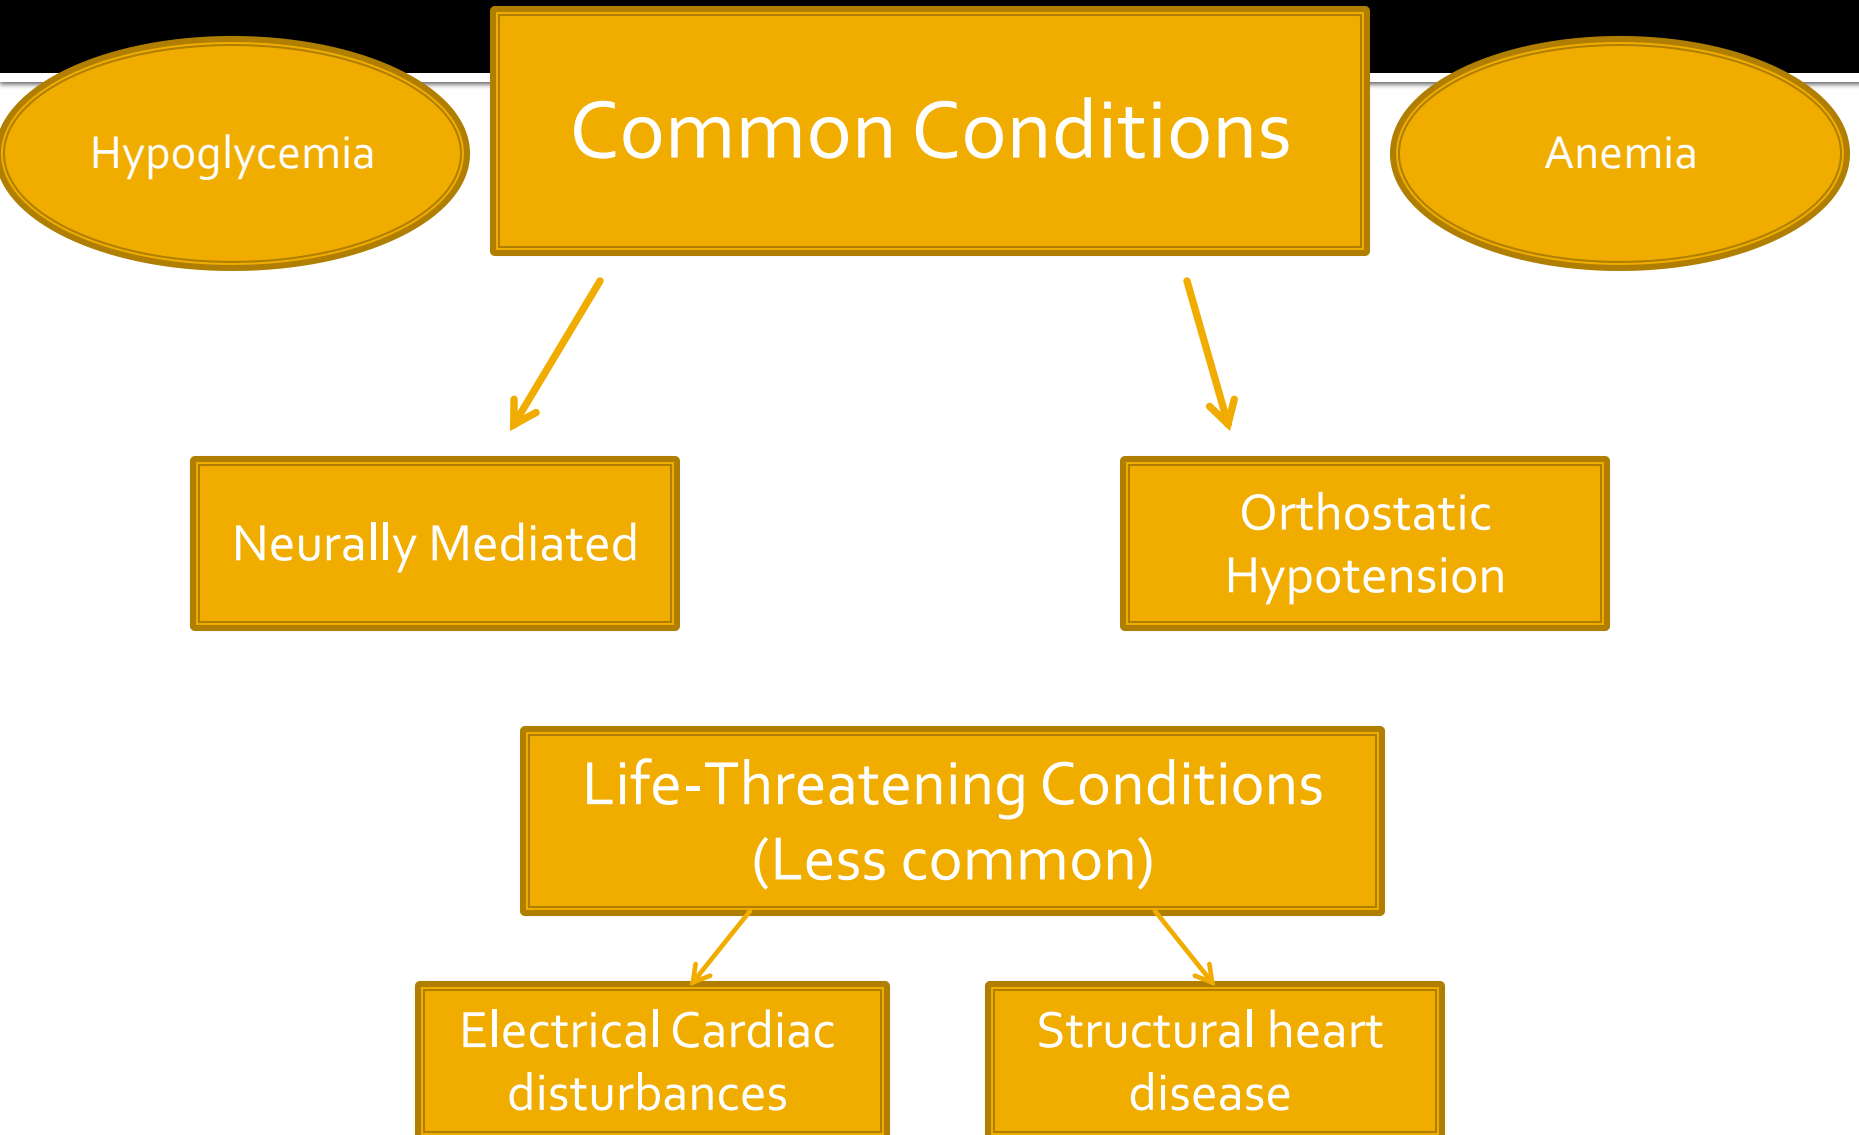 Hypoglycemia
Common Conditions
Anemia
Neurally Mediated
Orthostatic
Hypotension
Life-Threatening Conditions
(Less common)
Electrical Cardiac
disturbances
Structural heart
disease